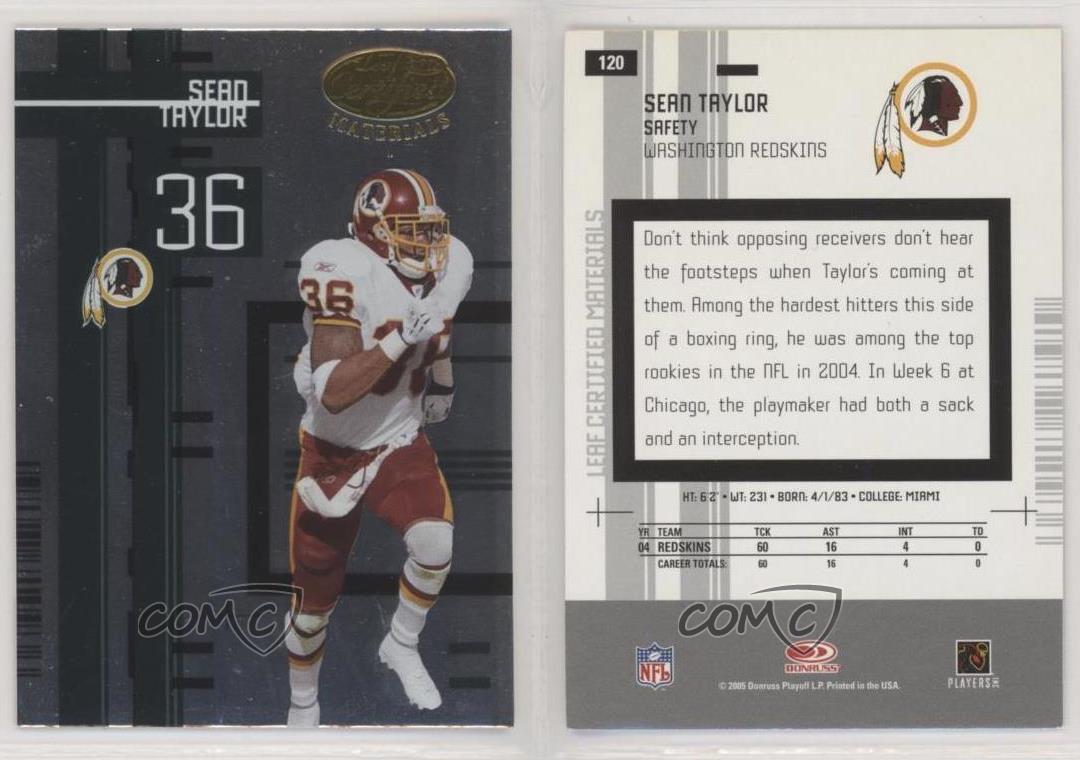 SEAN
TAYLOR
36
Leaf
Certified
MATERIALS
36
COMC
120
SEAN TAYLOR
SAFETY
WASHINGTON REDSKINS
LEAF CERTIFIED MATERIALS
Don't think opposing receivers don't hear
the footsteps when Taylor's coming at
them. Among the hardest hitters this side
of a boxing ring, he was among the top
rookies in the NFL in 2004. In Week 6 at
Chicago, the playmaker had both a sack
and an interception.
HT: 6'2" • WT: 231 • BORN: 4/1/83 • COLLEGE: MIAMI
YR TEAM TCK AST INT TD
04 REDSKINS 60 16 4 0
CAREER TOTALS: 60 16 4 0
COMC
NFL
DONRUSS
PLAYERS INC
© 2005 Donruss Playoff L.P. Printed in the USA.